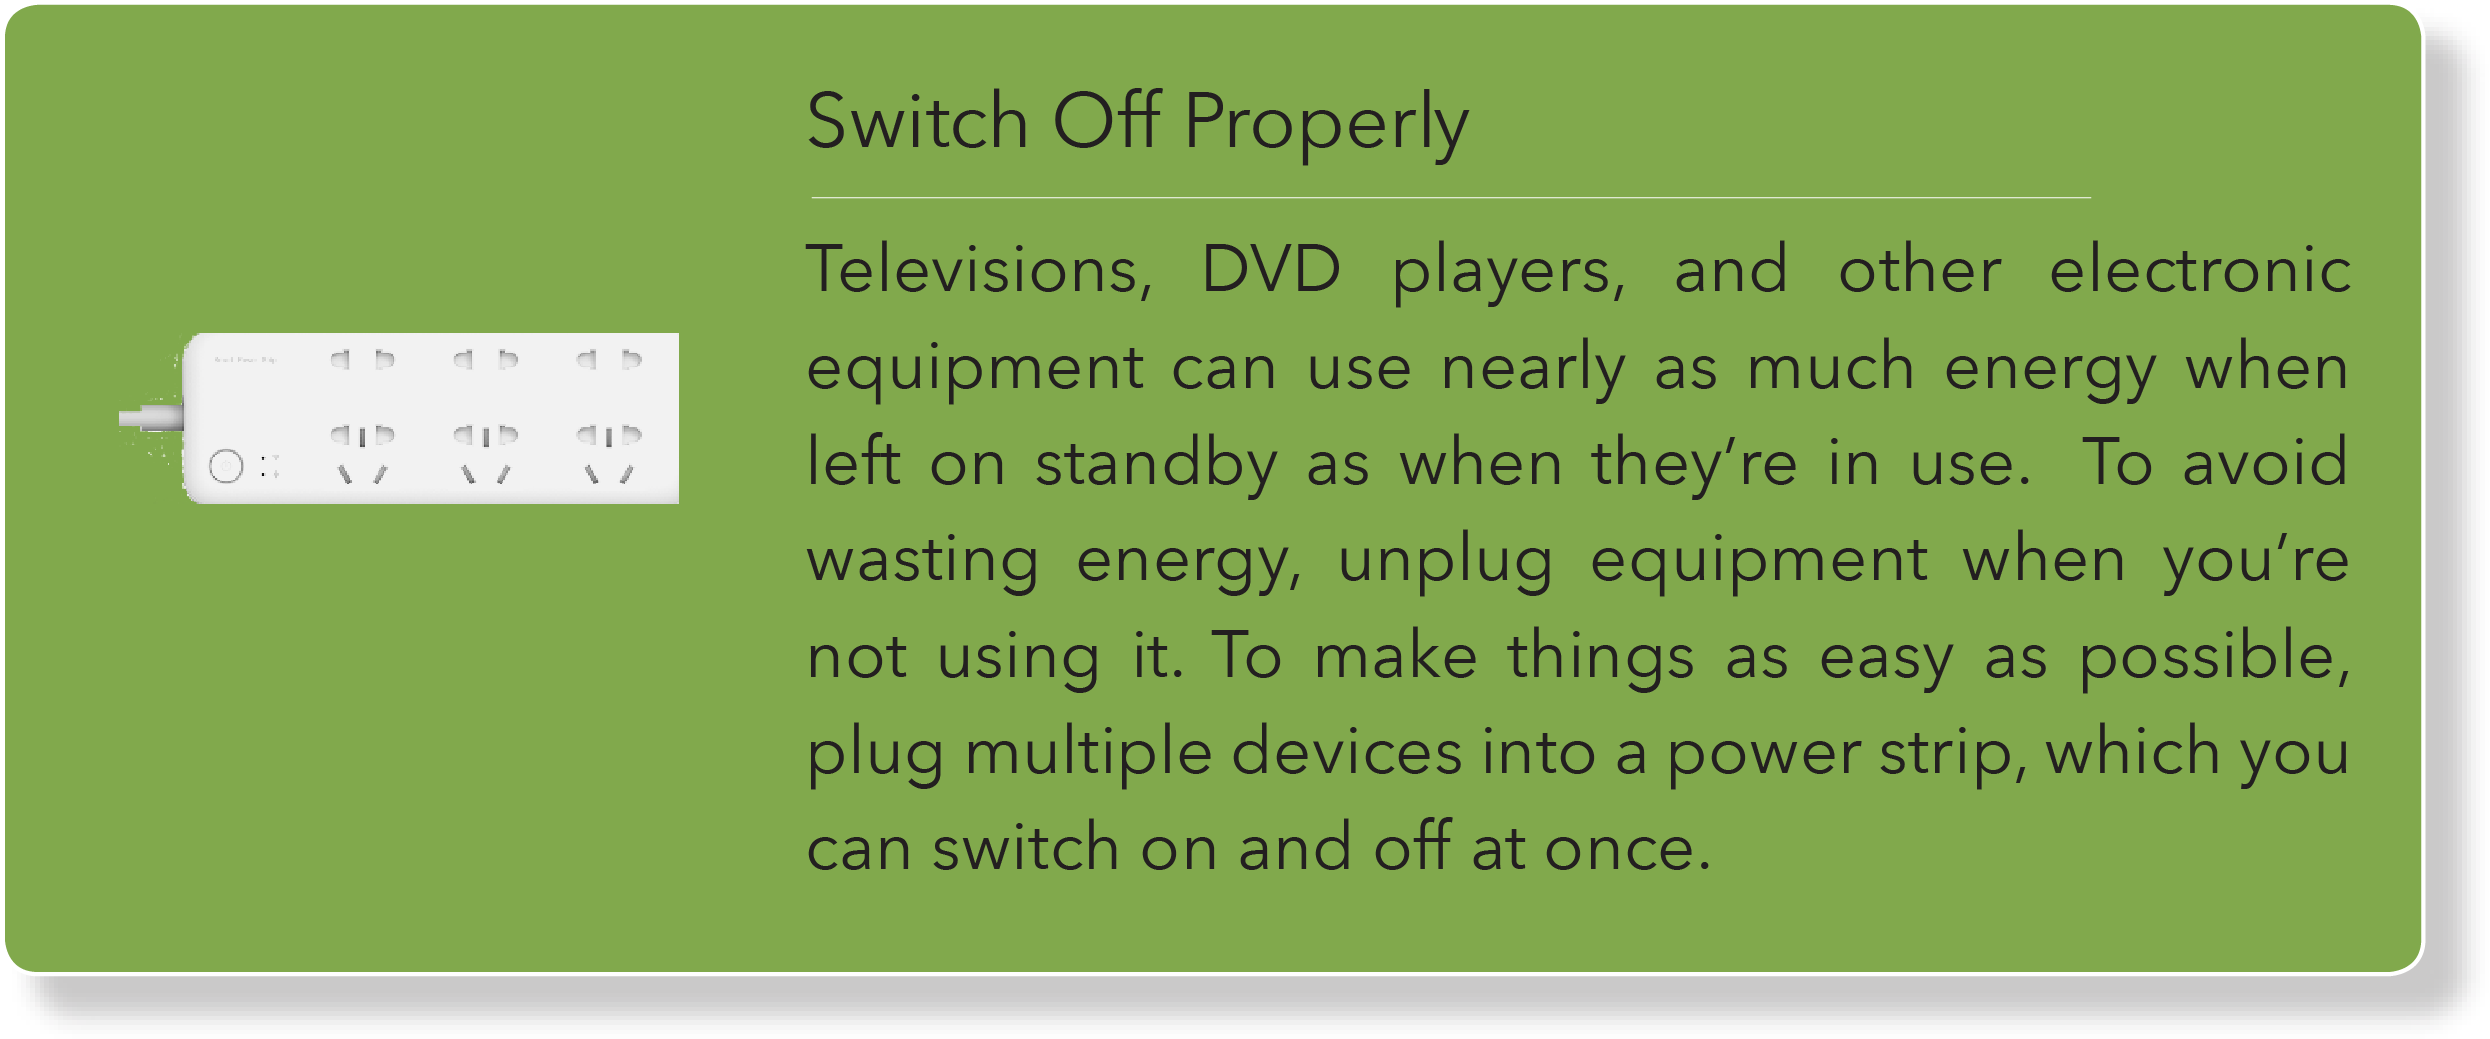 Switch Off Properly
Televisions, DVD players, and other electronic
equipment can use nearly as much energy when
left on standby as when they’re in use.  To avoid
wasting energy, unplug equipment when you’re
not using it. To make things as easy as possible,
plug multiple devices into a power strip, which you
can switch on and off at once.